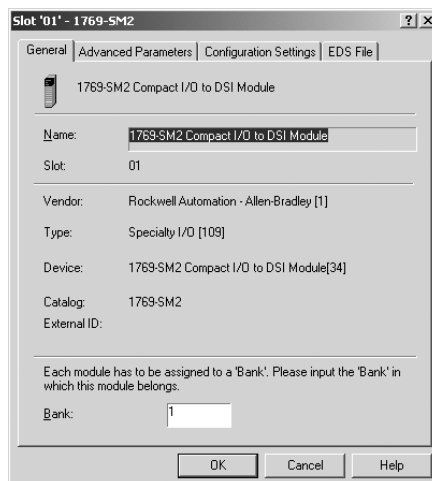 Slot '01' - 1769-SM2
General Advanced Parameters Configuration Settings EDS File
1769-SM2 Compact I/O to DSI Module
Name: 1769-SM2 Compact I/O to DSI Module
Slot: 01
Vendor: Rockwell Automation - Allen-Bradley [1]
Type: Specialty I/O [109]
Device: 1769-SM2 Compact I/O to DSI Module[34]
Catalog: 1769-SM2
External ID:
Each module has to be assigned to a 'Bank'. Please input the 'Bank' in
which this module belongs.
Bank: 1
OK Cancel Help